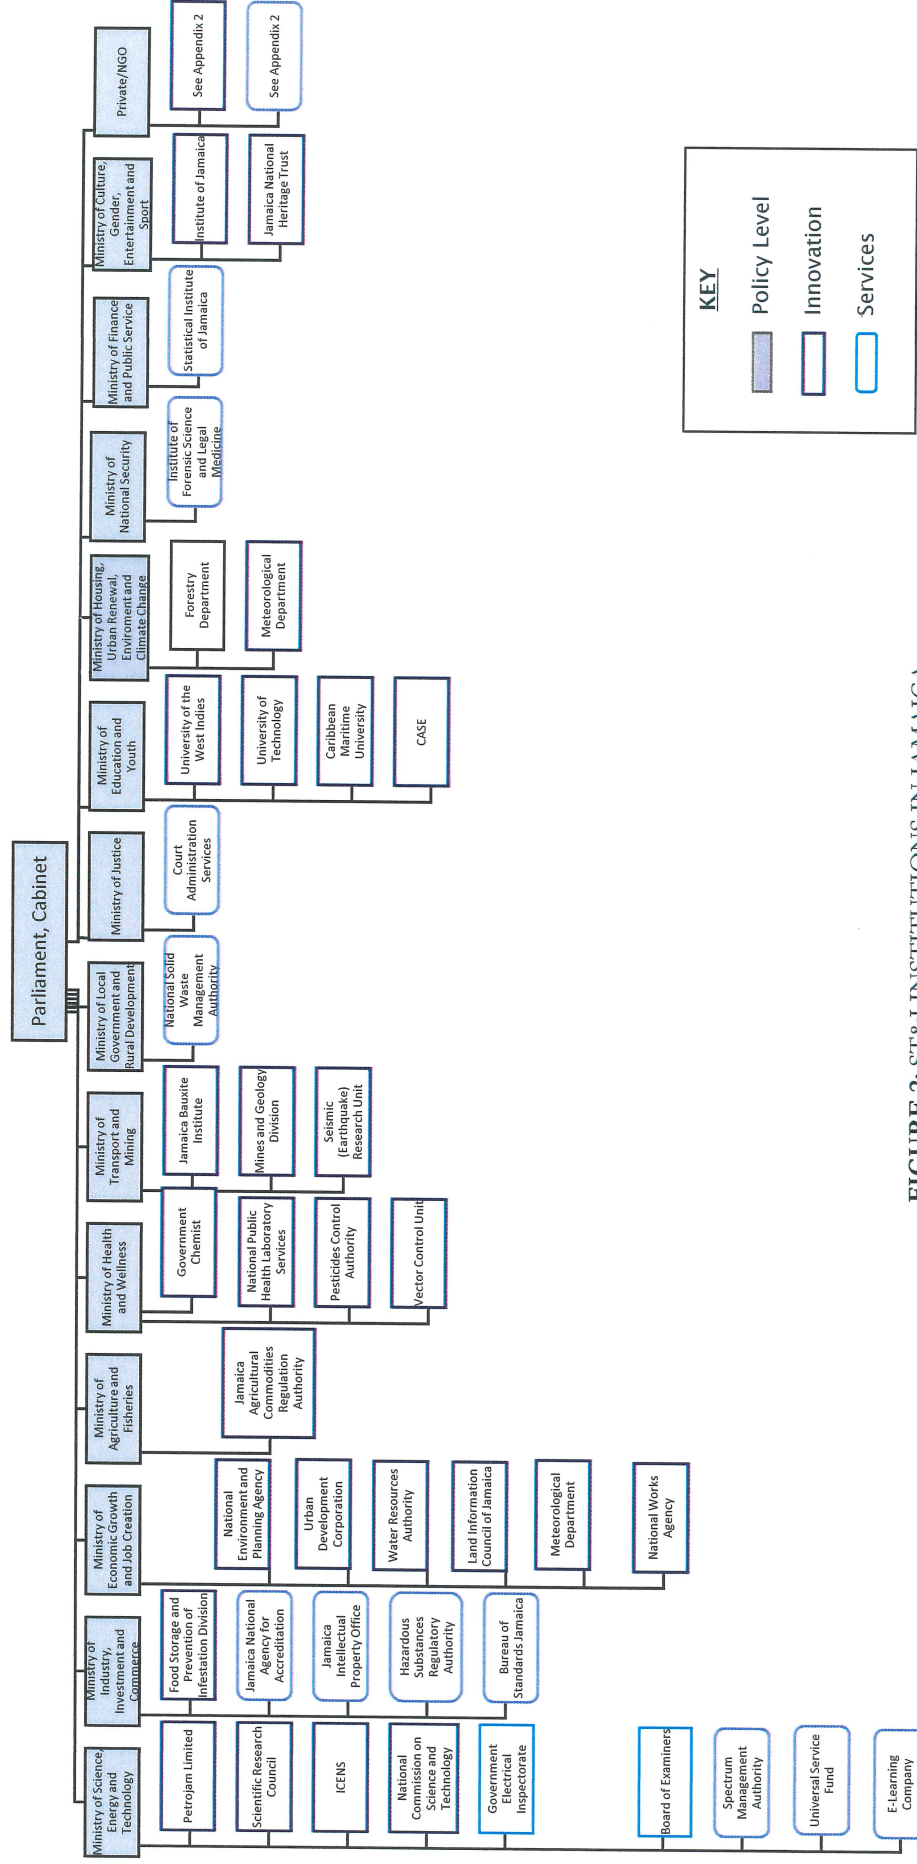 Parliament, Cabinet
Ministry of Science,
Energy and
Technology
Petrojam Limited
Scientific Research
Council
ICENS
National
Commission on
Science and
Technology
Government
Electrical
Inspectorate
Board of Examiners
Spectrum
Management
Authority
Universal Service
Fund
E-Learning
Company
Ministry of
Industry,
Investment and
Commerce
Food Storage and
Prevention of
Infestation Division
Jamaica National
Agency for
Accreditation
Jamaica
Intellectual
Property Office
Hazardous
Substances
Regulatory
Authority
Bureau of
Standards Jamaica
Ministry of
Economic Growth
and Job Creation
National
Environment and
Planning Agency
Urban
Development
Corporation
Water Resources
Authority
Land Information
Council of Jamaica
Meteorological
Department
National Works
Agency
Ministry of
Agriculture and
Fisheries
Jamaica
Agricultural
Commodities
Regulation
Authority
Ministry of Health
and Wellness
Government
Chemist
National Public
Health Laboratory
Services
Pesticides Control
Authority
Vector Control Unit
Ministry of
Transport and
Mining
Jamaica Bauxite
Institute
Mines and Geology
Division
Seismic
(Earthquake)
Research Unit
Ministry of Local
Government and
Rural Development
National Solid
Waste
Management
Authority
Ministry of Justice
Court
Administration
Services
Ministry of
Education and
Youth
University of the
West Indies
University of
Technology
Caribbean
Maritime
University
CASE
Ministry of Housing,
Urban Renewal,
Enviroment and
Climate Change
Forestry
Department
Meteorological
Department
Ministry of
National Security
Institute of
Forensic Science
and Legal
Medicine
Ministry of Finance
and Public Service
Statistical Institute
of Jamaica
Ministry of Culture,
Gender,
Entertainment and
Sport
Institute of Jamaica
Jamaica National
Heritage Trust
Private/NGO
See Appendix 2
See Appendix 2
KEY
Policy Level
Innovation
Services
FIGURE 2: ST&I INSTITUTIONS IN JAMAICA